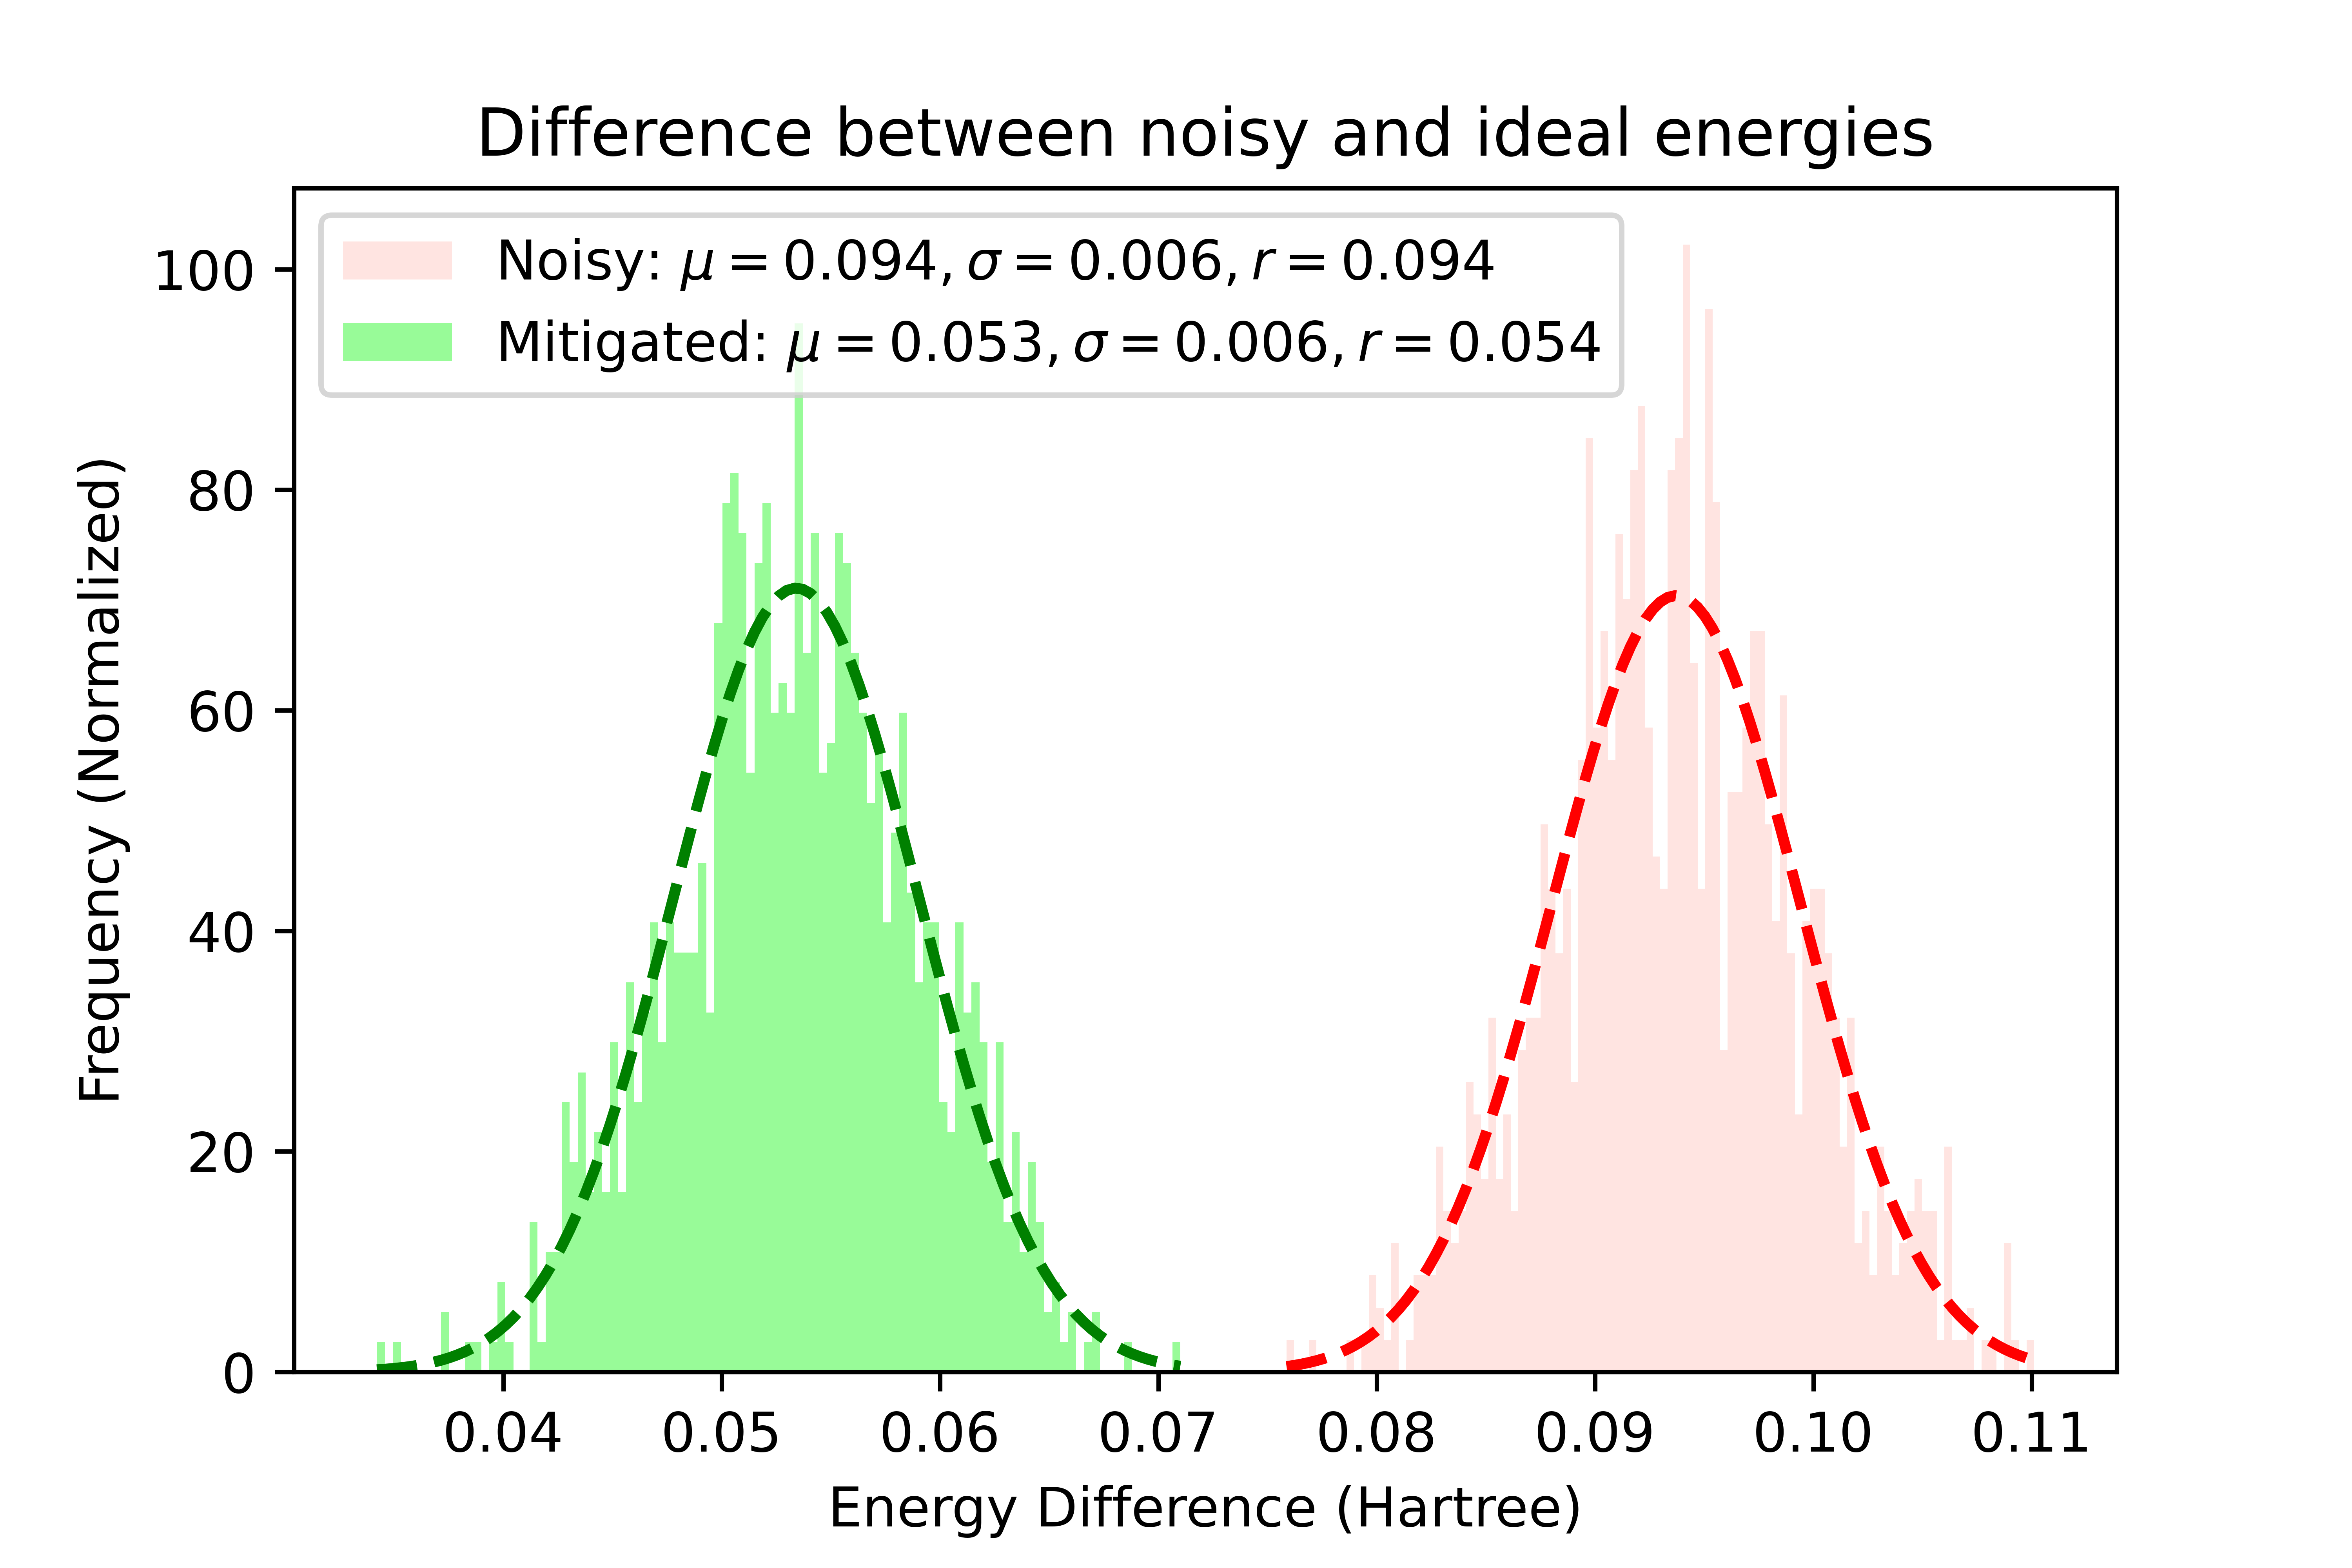 Difference between noisy and ideal energies
Noisy: μ = 0.094, σ = 0.006, r = 0.094
Mitigated: μ = 0.053, σ = 0.006, r = 0.054
Frequency (Normalized)
100
80
60
40
20
0
0.04 0.05 0.06 0.07 0.08 0.09 0.10 0.11
Energy Difference (Hartree)